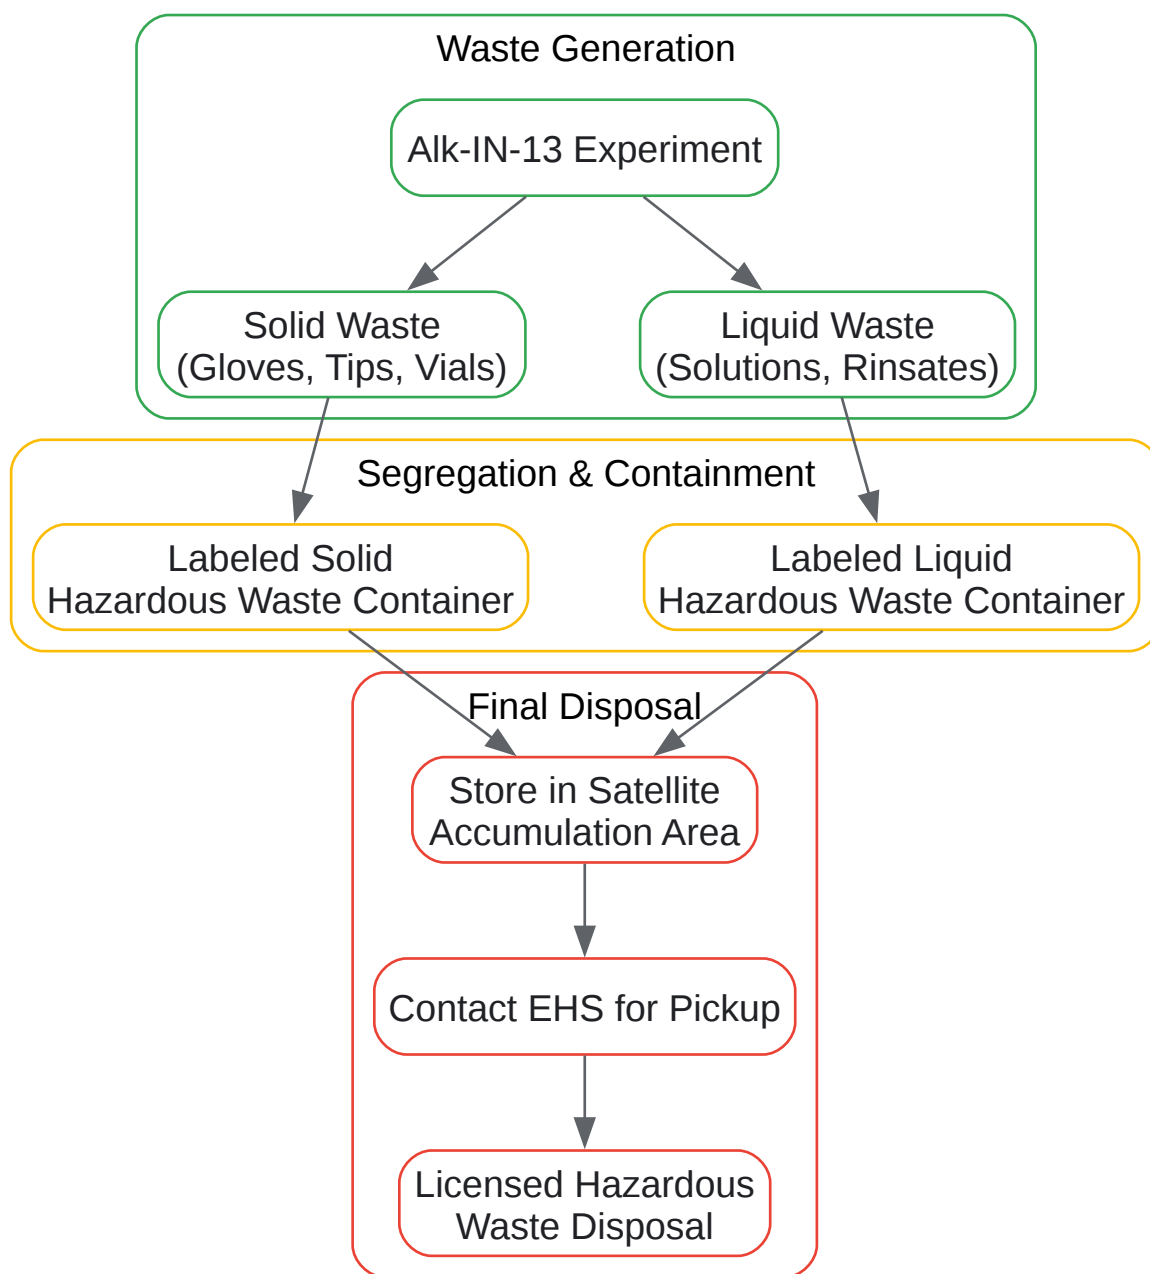 Waste Generation
Alk-IN-13 Experiment
Solid Waste
(Gloves, Tips, Vials)
Liquid Waste
(Solutions, Rinsates)
Segregation & Containment
Labeled Solid
Hazardous Waste Container
Labeled Liquid
Hazardous Waste Container
Final Disposal
Store in Satellite
Accumulation Area
Contact EHS for Pickup
Licensed Hazardous
Waste Disposal